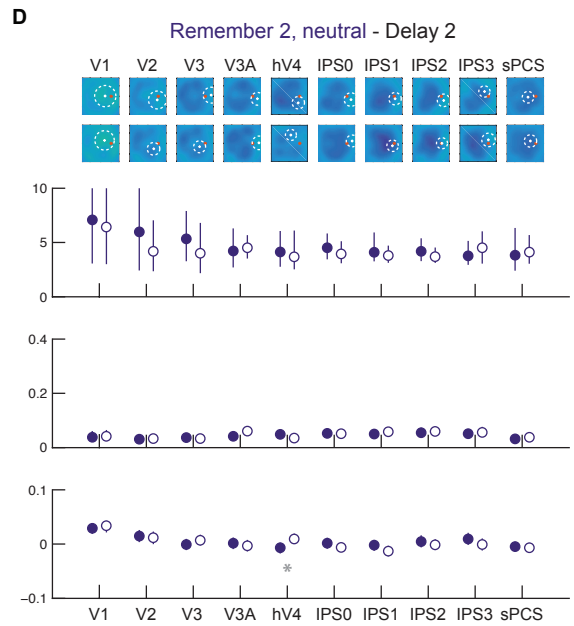 D
Remember 2, neutral - Delay 2
V1 V2 V3 V3A hV4 IPS0 IPS1 IPS2 IPS3 sPCS
10
5
0
0.4
0.2
0
0.1
0
*
−0.1
V1 V2 V3 V3A hV4 IPS0 IPS1 IPS2 IPS3 sPCS